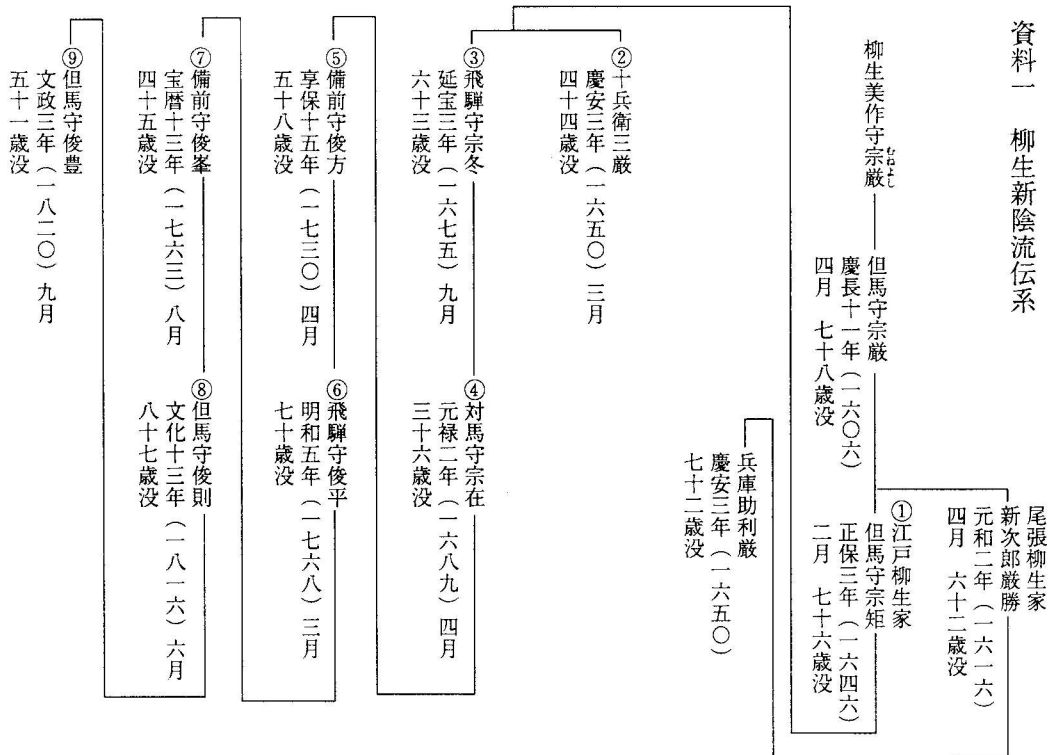 資料一　柳生新陰流伝系
尾張柳生家
新次郎厳勝
元和二年（一六一六）
四月　六十二歳没
柳生美作守宗厳
むねよし
但馬守宗厳
慶長十一年（一六〇六）
四月　七十八歳没
①江戸柳生家
但馬守宗矩
正保三年（一六四六）
二月　七十六歳没
兵庫助利厳
慶安三年（一六五〇）
七十二歳没
②十兵衛三厳
慶安三年（一六五〇）三月
四十四歳没
③飛騨守宗冬
延宝三年（一六七五）九月
六十三歳没
④対馬守宗在
元禄二年（一六八九）四月
三十六歳没
⑤備前守俊方
享保十五年（一七三〇）四月
五十八歳没
⑥飛騨守俊平
明和五年（一七六八）三月
七十歳没
⑦備前守俊峯
宝暦十三年（一七六三）八月
四十五歳没
⑧但馬守俊則
文化十三年（一八一六）六月
八十七歳没
⑨但馬守俊豊
文政三年（一八二〇）九月
五十一歳没